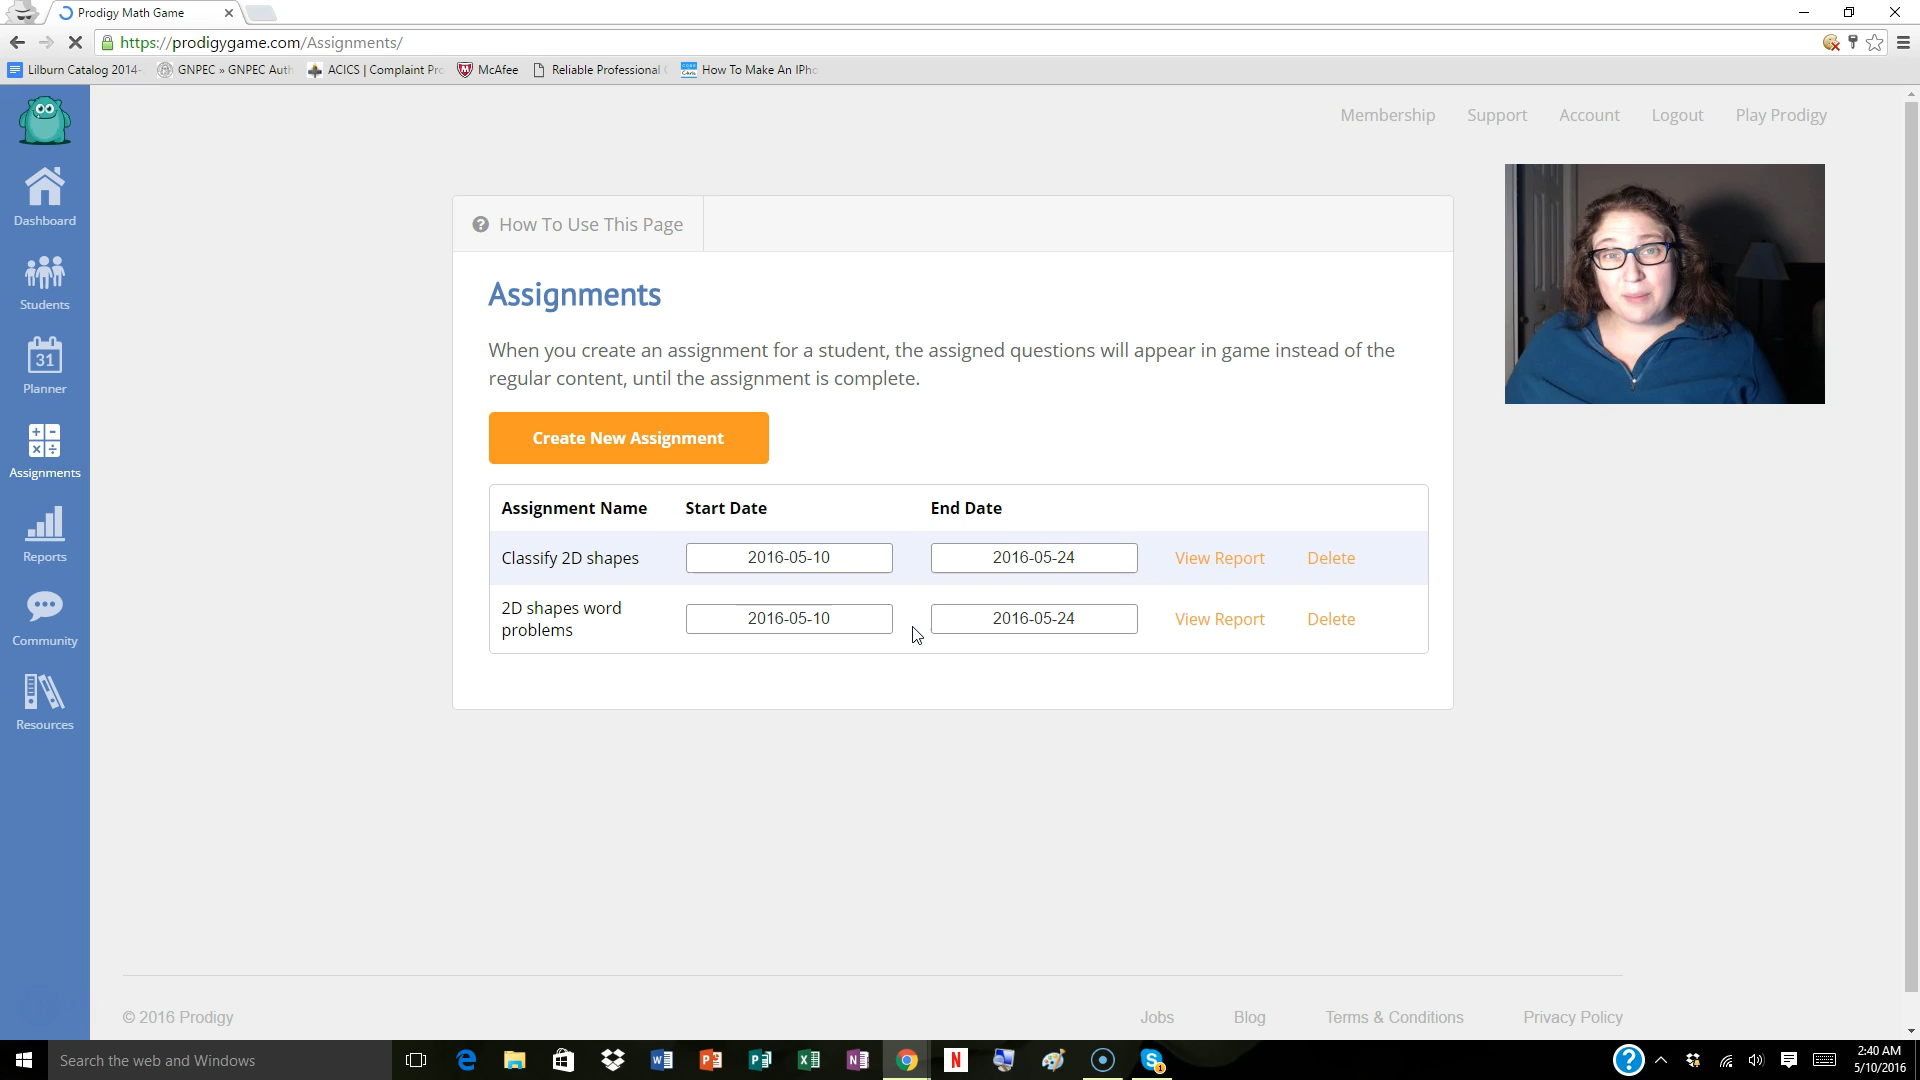 Prodigy Math Game
https://prodigygame.com/Assignments/
Lilburn Catalog 2014-
GNPEC » GNPEC Auth
ACICS | Complaint Pro
McAfee
Reliable Professional
How To Make An IPho
Membership
Support
Account
Logout
Play Prodigy
Dashboard
Students
31
Planner
Assignments
Reports
Community
Resources
How To Use This Page
Assignments
When you create an assignment for a student, the assigned questions will appear in game instead of the
regular content, until the assignment is complete.
Create New Assignment
Assignment Name Start Date End Date
Classify 2D shapes 2016-05-10 2016-05-24 View Report Delete
2D shapes word
problems
2016-05-10 2016-05-24 View Report Delete
© 2016 Prodigy
Jobs
Blog
Terms & Conditions
Privacy Policy
Search the web and Windows
2:40 AM
5/10/2016